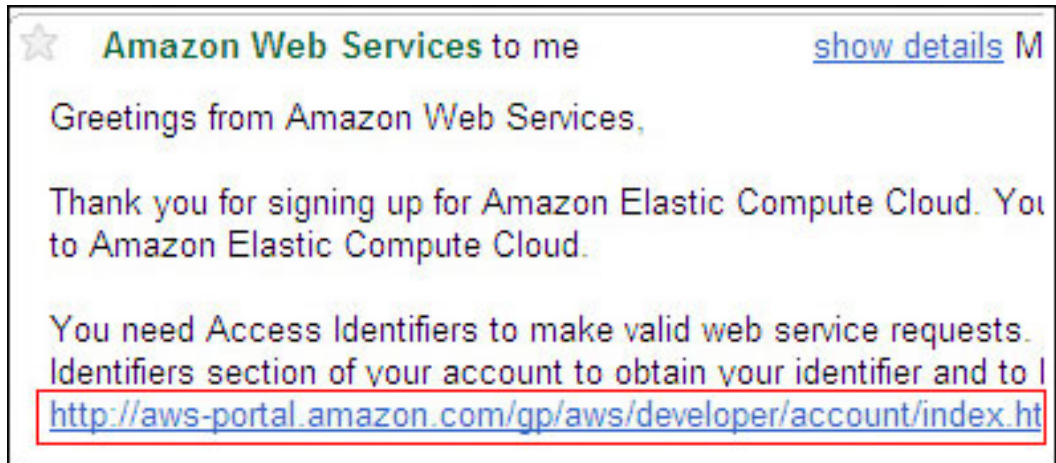 Amazon Web Services to me show details M
Greetings from Amazon Web Services,
Thank you for signing up for Amazon Elastic Compute Cloud. You
to Amazon Elastic Compute Cloud.
You need Access Identifiers to make valid web service requests.
Identifiers section of your account to obtain your identifier and to
http://aws-portal.amazon.com/gp/aws/developer/account/index.ht